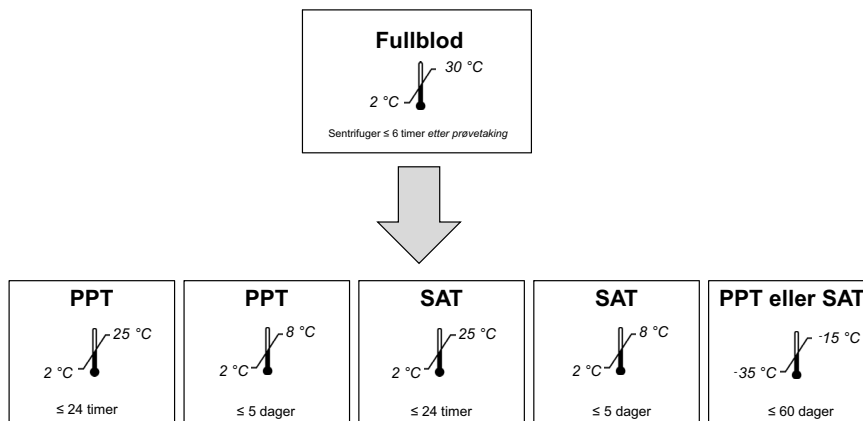 Fullblod
30 °C
2 °C
Sentrifuger ≤ 6 timer etter prøvetaking
PPT
25 °C
2 °C
≤ 24 timer
PPT
8 °C
2 °C
≤ 5 dager
SAT
25 °C
2 °C
≤ 24 timer
SAT
8 °C
2 °C
≤ 5 dager
PPT eller SAT
-15 °C
-35 °C
≤ 60 dager